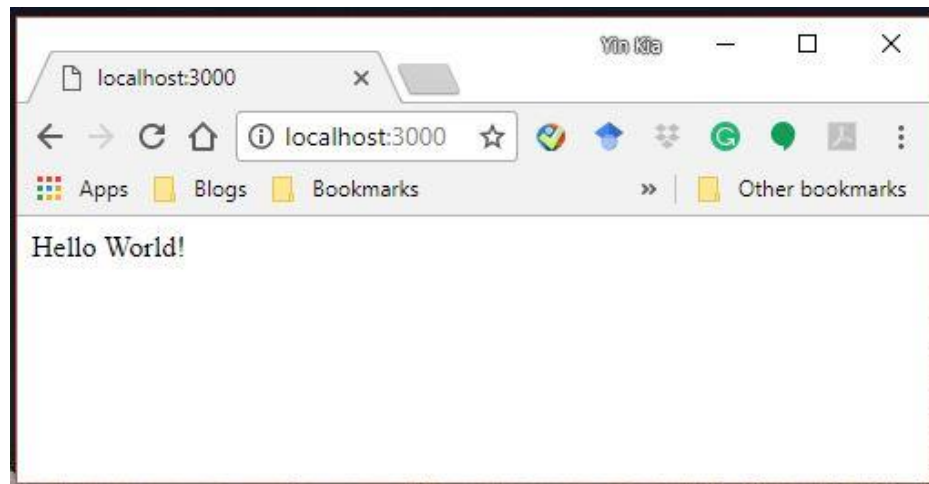 Yin Kia
localhost:3000
localhost:3000
Apps Blogs Bookmarks » Other bookmarks
Hello World!